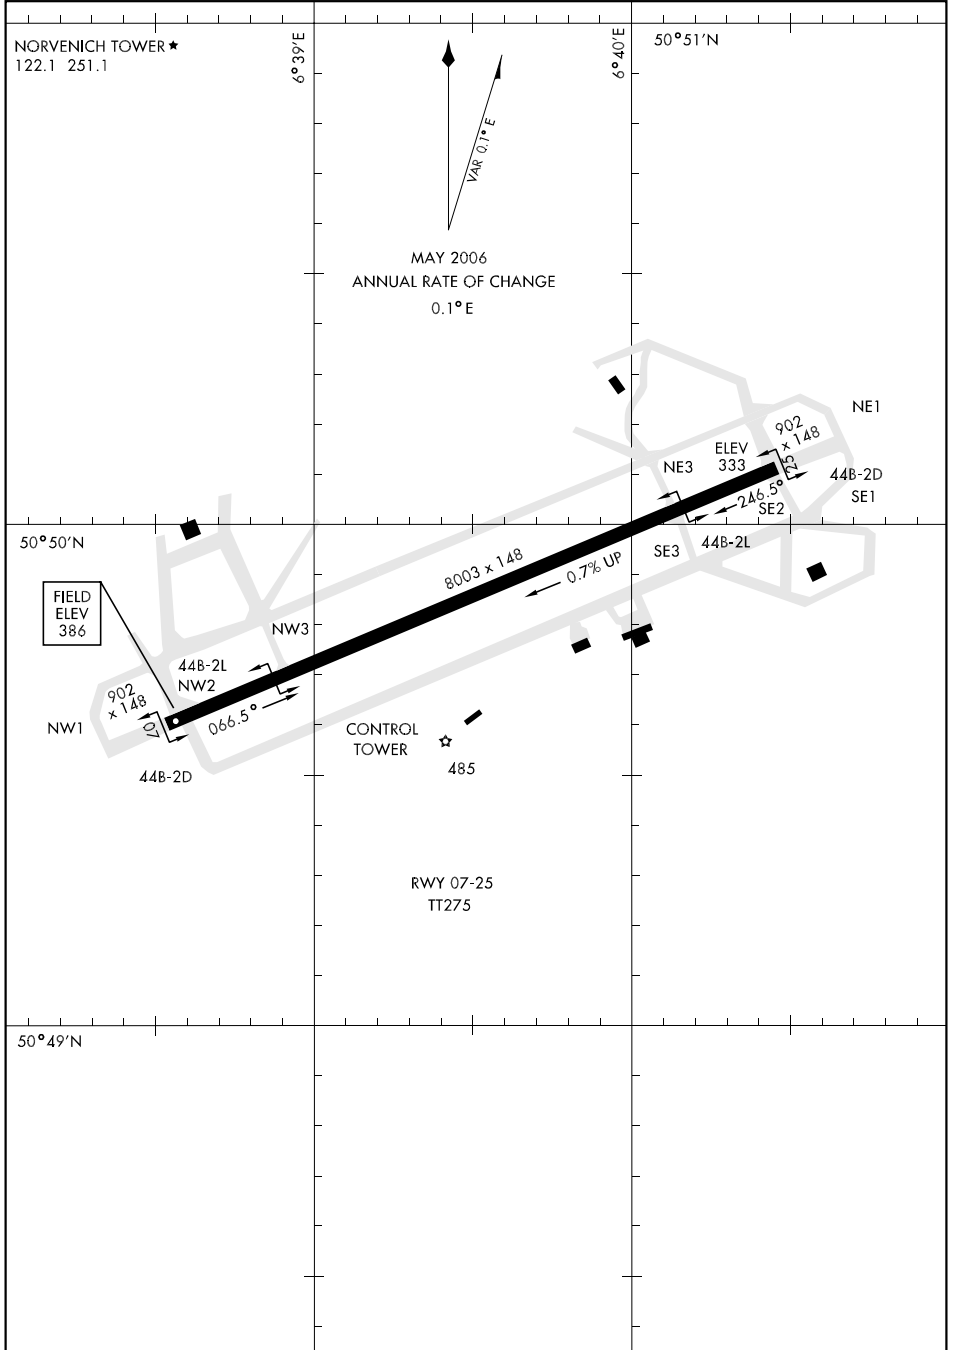 NORVENICH TOWER ★
122.1 251.1
6°39'E
6°40'E
50°51'N
VAR 0.1° E
MAY 2006
ANNUAL RATE OF CHANGE
0.1° E
NE1
902
x 148
ELEV
333
NE3
25
44B-2D
SE1
246.5°
SE2
44B-2L
SE3
50°50'N
8003 x 148
0.7% UP
FIELD
ELEV
386
NW3
44B-2L
NW2
902
x 148
07
066.5°
NW1
44B-2D
CONTROL
TOWER
485
RWY 07-25
TT275
50°49'N